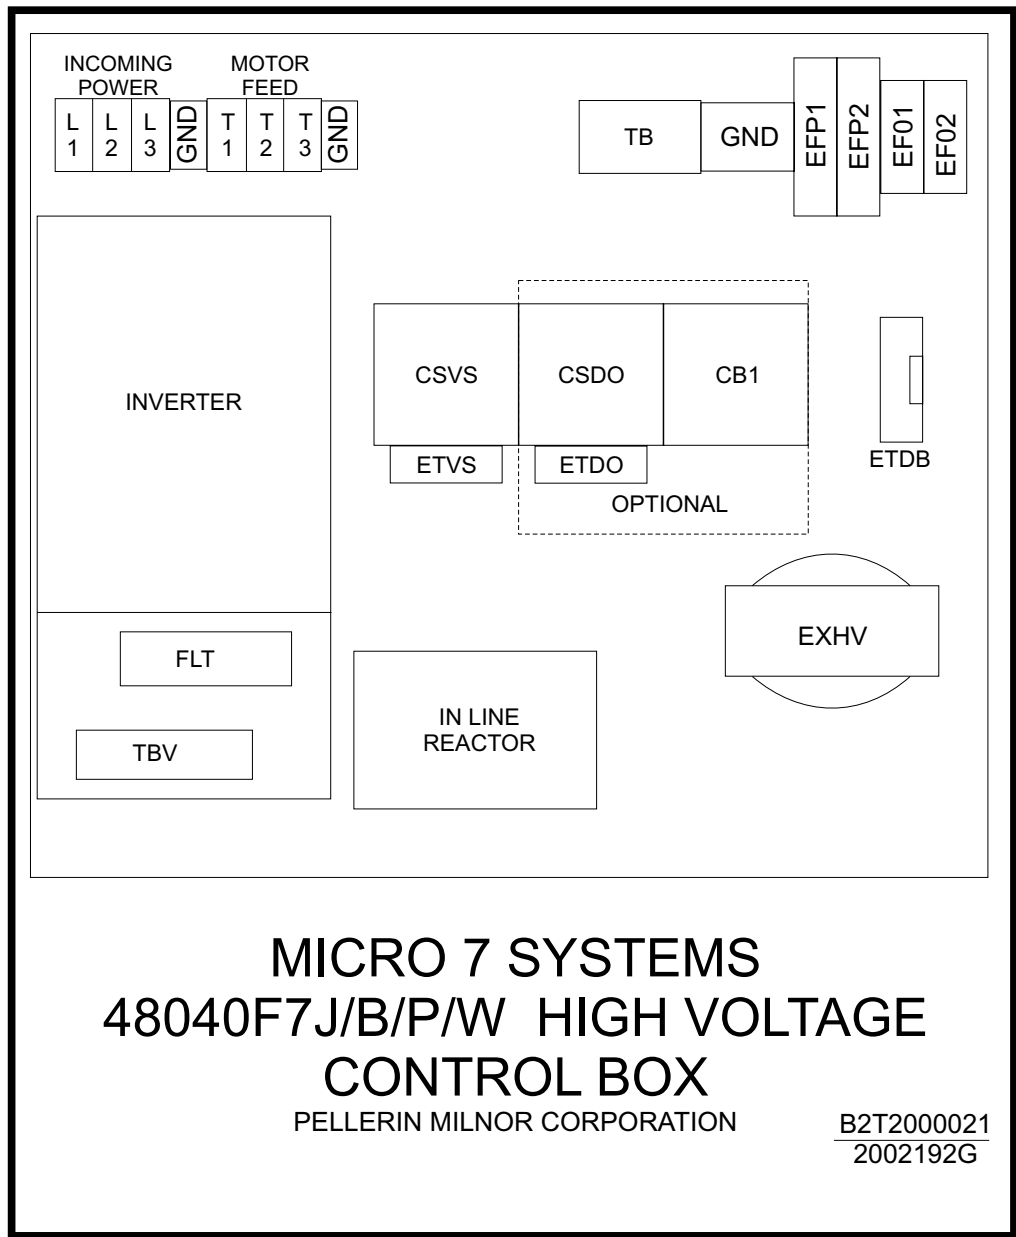 INCOMING
POWER
MOTOR
FEED
L
1
L
2
L
3
GND
T
1
T
2
T
3
GND
TB
GND
EFP1
EFP2
EF01
EF02
INVERTER
CSVS
CSDO
CB1
ETVS
ETDO
OPTIONAL
ETDB
FLT
TBV
IN LINE
REACTOR
EXHV
MICRO 7 SYSTEMS
48040F7J/B/P/W HIGH VOLTAGE
CONTROL BOX
PELLERIN MILNOR CORPORATION
B2T2000021
2002192G